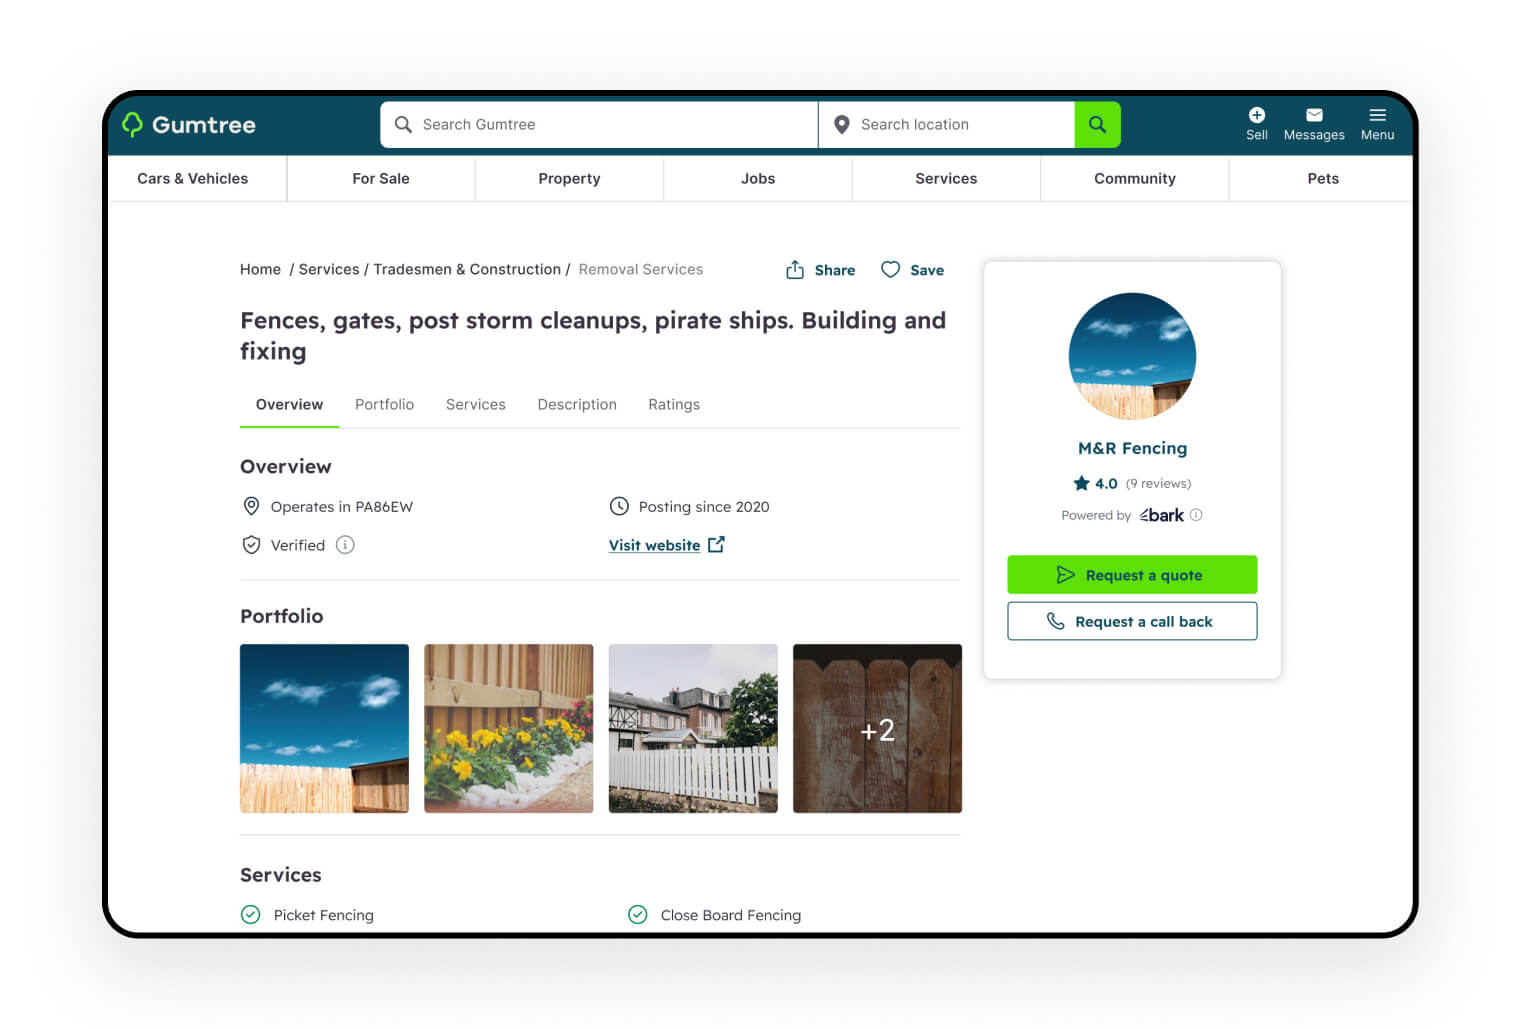 Gumtree
Search Gumtree
Search location
Sell
Messages
Menu
Cars & Vehicles
For Sale
Property
Jobs
Services
Community
Pets
Home / Services / Tradesmen & Construction / Removal Services
Share
Save
Fences, gates, post storm cleanups, pirate ships. Building and
fixing
Overview
Portfolio
Services
Description
Ratings
Overview
Operates in PA86EW
Posting since 2020
Verified
Visit website
Portfolio
+2
Services
Picket Fencing
Close Board Fencing
M&R Fencing
4.0 (9 reviews)
Powered by bark
Request a quote
Request a call back